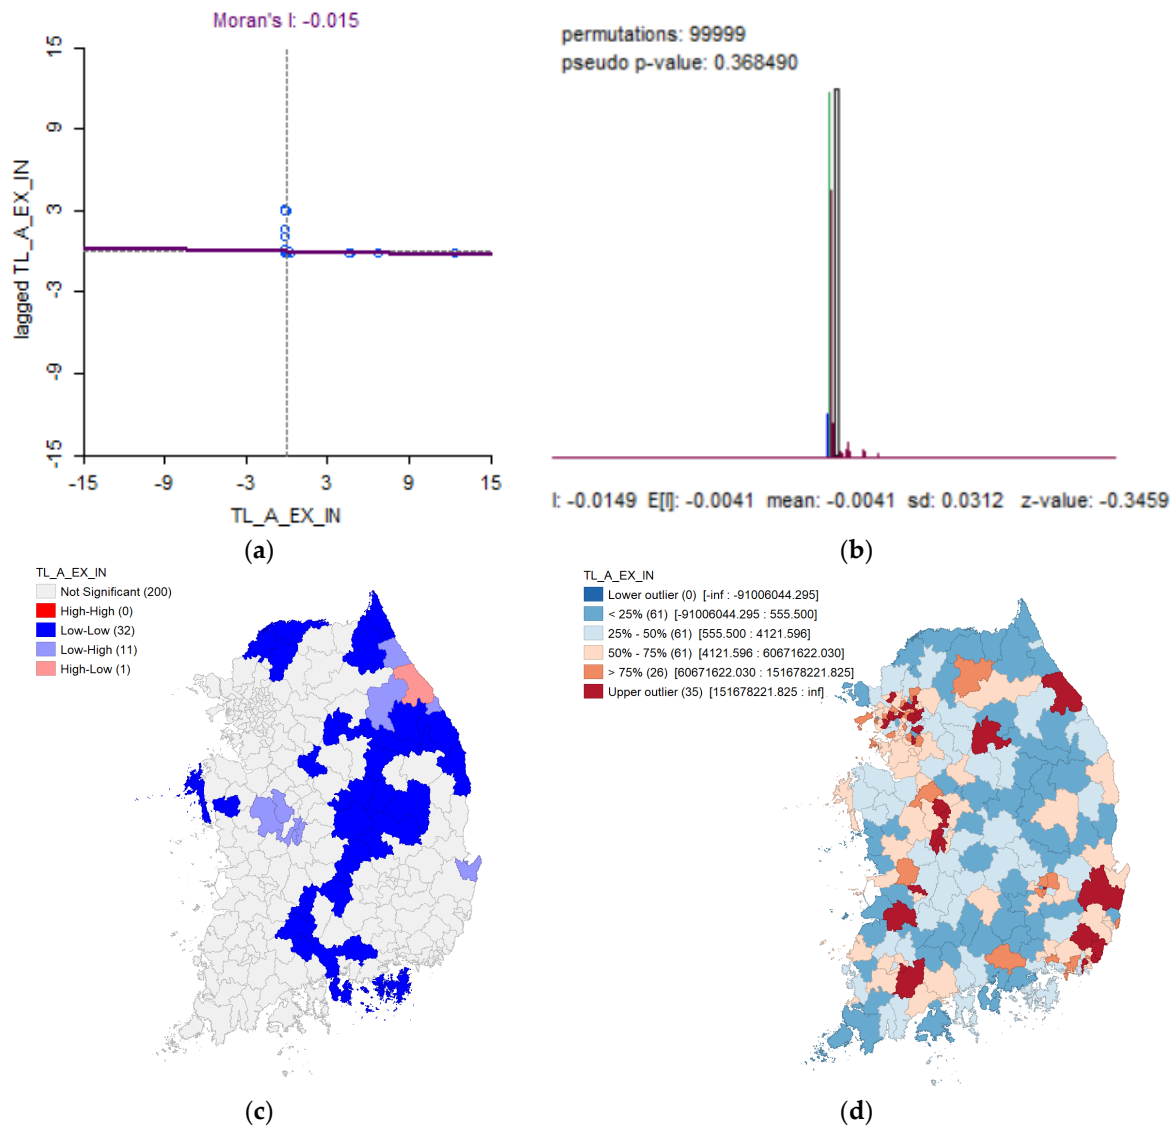 Moran's I: -0.015
15
9
3
-3
-9
-15
lagged TL_A_EX_IN
-15 -9 -3 3 9 15
TL_A_EX_IN
(a)
permutations: 99999
pseudo p-value: 0.368490
I: -0.0149 E[I]: -0.0041 mean: -0.0041 sd: 0.0312 z-value: -0.3459
(b)
TL_A_EX_IN
Not Significant (200)
High-High (0)
Low-Low (32)
Low-High (11)
High-Low (1)
(c)
TL_A_EX_IN
Lower outlier (0) [-inf : -91006044.295]
< 25% (61) [-91006044.295 : 555.500]
25% - 50% (61) [555.500 : 4121.596]
50% - 75% (61) [4121.596 : 60671622.030]
> 75% (26) [60671622.030 : 151678221.825]
Upper outlier (35) [151678221.825 : inf]
(d)